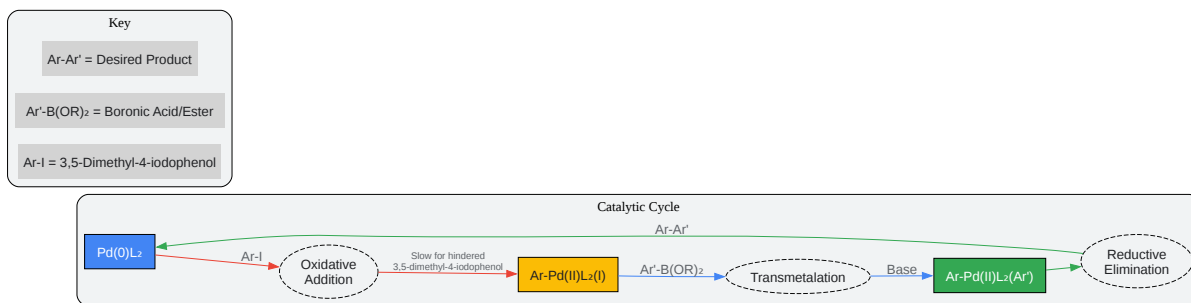 Key
Ar-Ar' = Desired Product
Ar'-B(OR)₂ = Boronic Acid/Ester
Ar-I = 3,5-Dimethyl-4-iodophenol
Catalytic Cycle
Ar-Ar'
Pd(0)L₂
Ar-I
Oxidative
Addition
Slow for hindered
3,5-dimethyl-4-iodophenol
Ar-Pd(II)L₂(I)
Ar'-B(OR)₂
Transmetalation
Base
Ar-Pd(II)L₂(Ar')
Reductive
Elimination